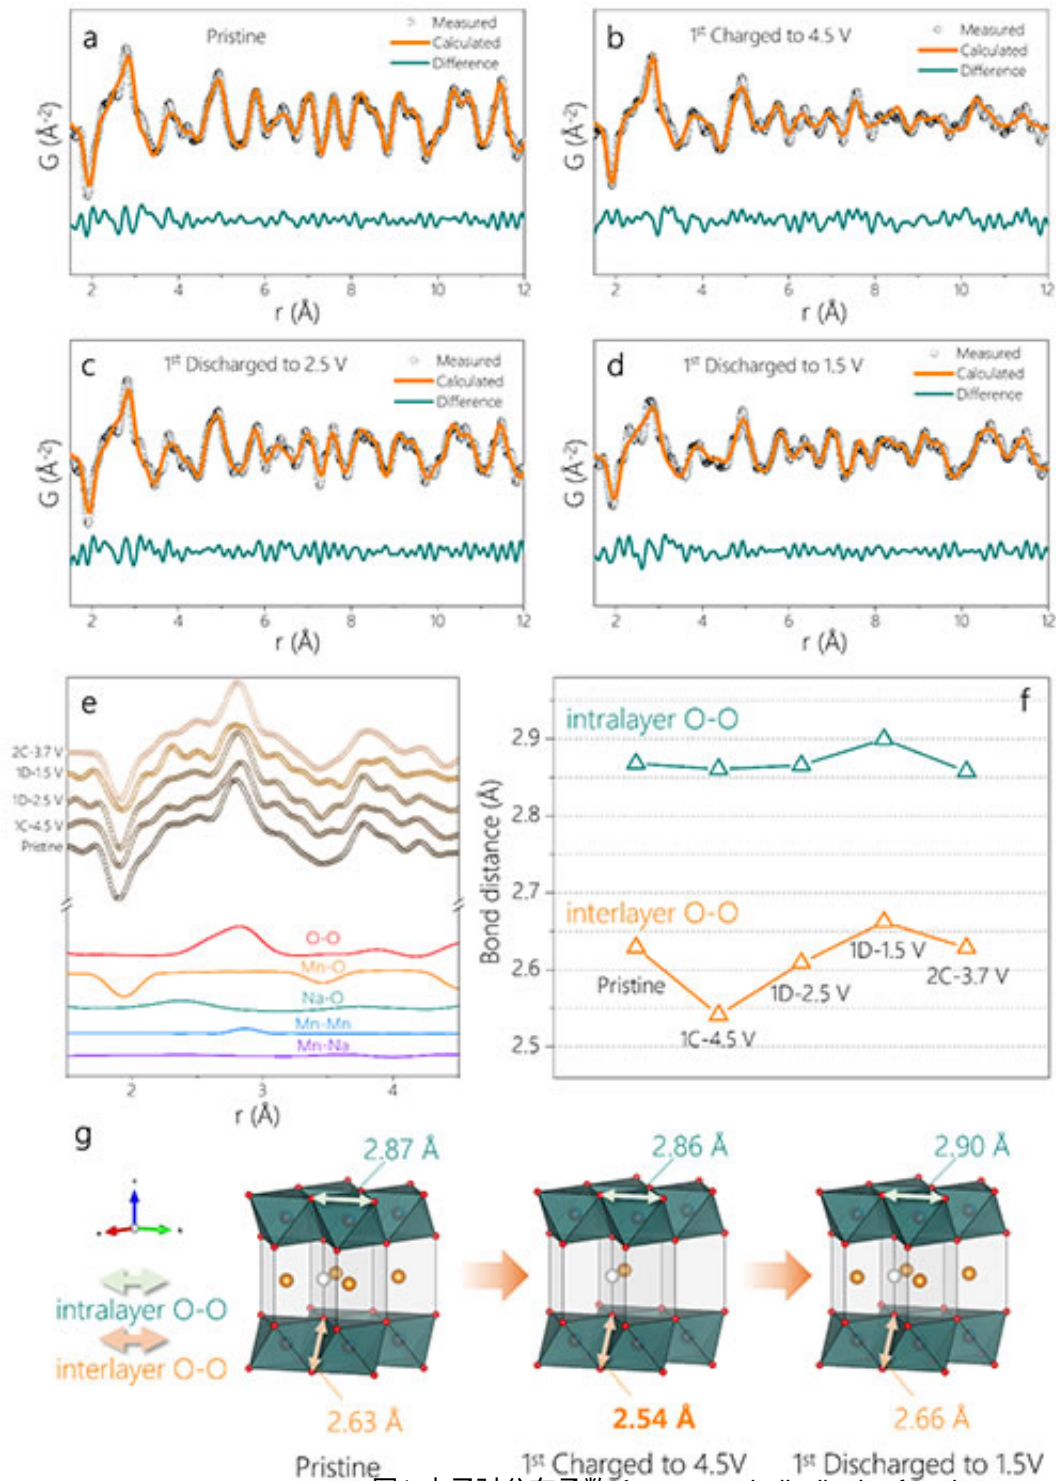 a
Pristine
Measured
Calculated
Difference
G (Å-2)
2 4 6 8 10 12
r (Å)
b
1st Charged to 4.5 V
Measured
Calculated
Difference
G (Å-2)
2 4 6 8 10 12
r (Å)
c
1st Discharged to 2.5 V
Measured
Calculated
Difference
G (Å-2)
2 4 6 8 10 12
r (Å)
d
1st Discharged to 1.5 V
Measured
Calculated
Difference
G (Å-2)
2 4 6 8 10 12
r (Å)
e
2C-3.7 V
1D-1.5 V
1D-2.5 V
1C-4.5 V
Pristine
O-O
Mn-O
Na-O
Mn-Mn
Mn-Na
2 3 4
r (Å)
f
intralayer O-O
2.9
2.8
2.7
2.6
2.5
Bond distance (Å)
interlayer O-O
Pristine
1C-4.5 V
1D-2.5 V
1D-1.5 V
2C-3.7 V
g
2.87 Å
2.86 Å
2.90 Å
intralayer O-O
interlayer O-O
2.63 Å
2.54 Å
2.66 Å
Pristine
1st Charged to 4.5V
1st Discharged to 1.5V